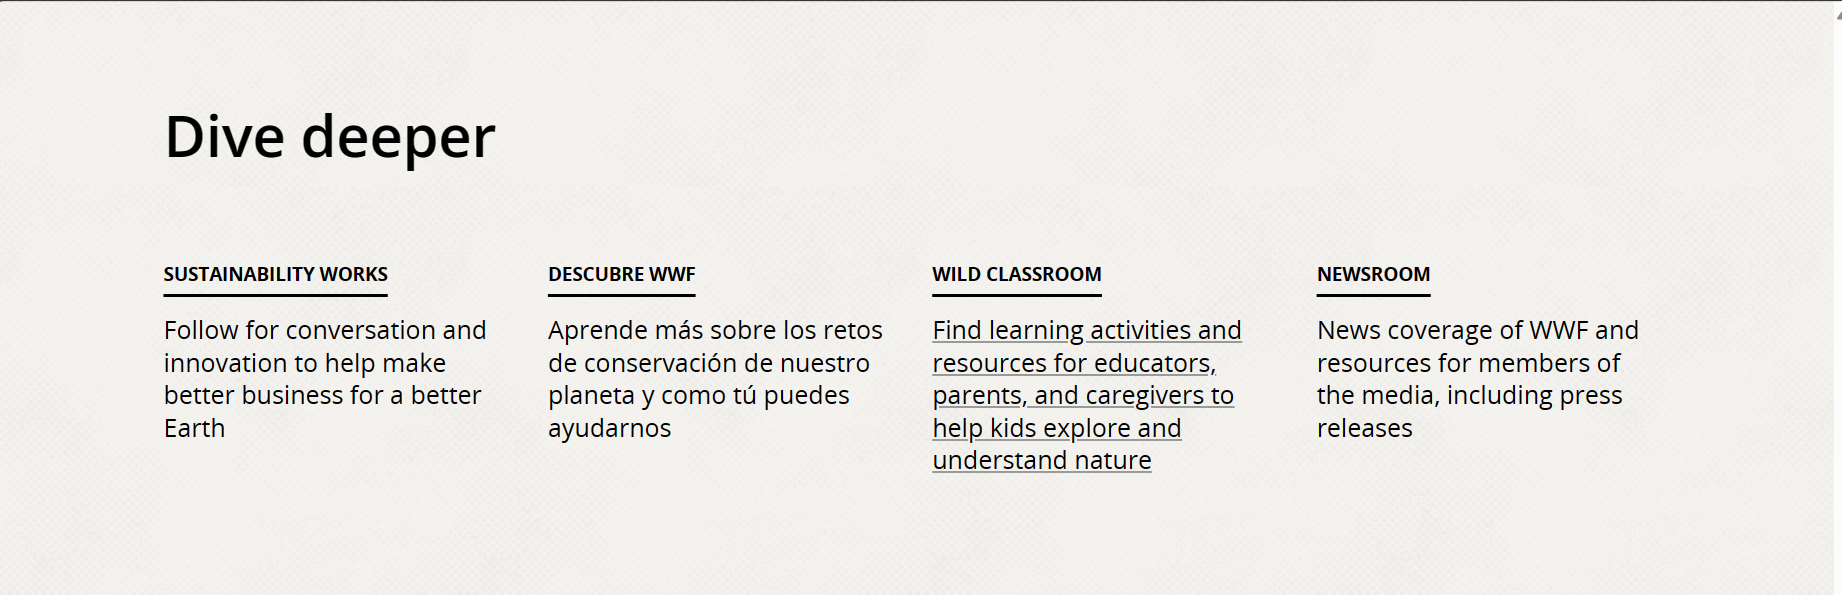 Dive deeper
SUSTAINABILITY WORKS
Follow for conversation and
innovation to help make
better business for a better
Earth
DESCUBRE WWF
Aprende más sobre los retos
de conservación de nuestro
planeta y como tú puedes
ayudarnos
WILD CLASSROOM
Find learning activities and
resources for educators,
parents, and caregivers to
help kids explore and
understand nature
NEWSROOM
News coverage of WWF and
resources for members of
the media, including press
releases